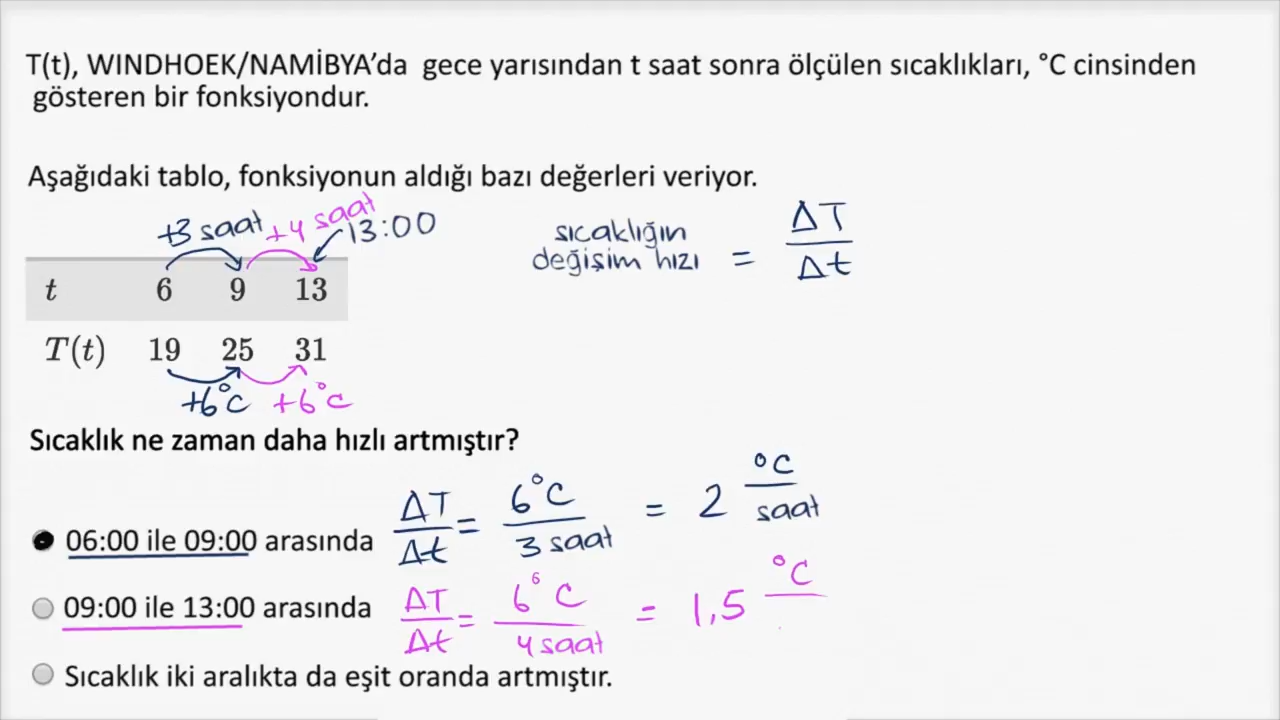 T(t), WINDHOEK/NAMİBYA’da gece yarısından t saat sonra ölçülen sıcaklıkları, °C cinsinden
gösteren bir fonksiyondur.
Aşağıdaki tablo, fonksiyonun aldığı bazı değerleri veriyor.
+3 saat +4 saat 13:00
t 6 9 13
T(t) 19 25 31
+6°C +6°C
sıcaklığın
değişim hızı = ΔT / Δt
Sıcaklık ne zaman daha hızlı artmıştır?
06:00 ile 09:00 arasında ΔT / Δt = 6°C / 3 saat = 2 °C / saat
09:00 ile 13:00 arasında ΔT / Δt = 6°C / 4 saat = 1,5 °C
Sıcaklık iki aralıkta da eşit oranda artmıştır.